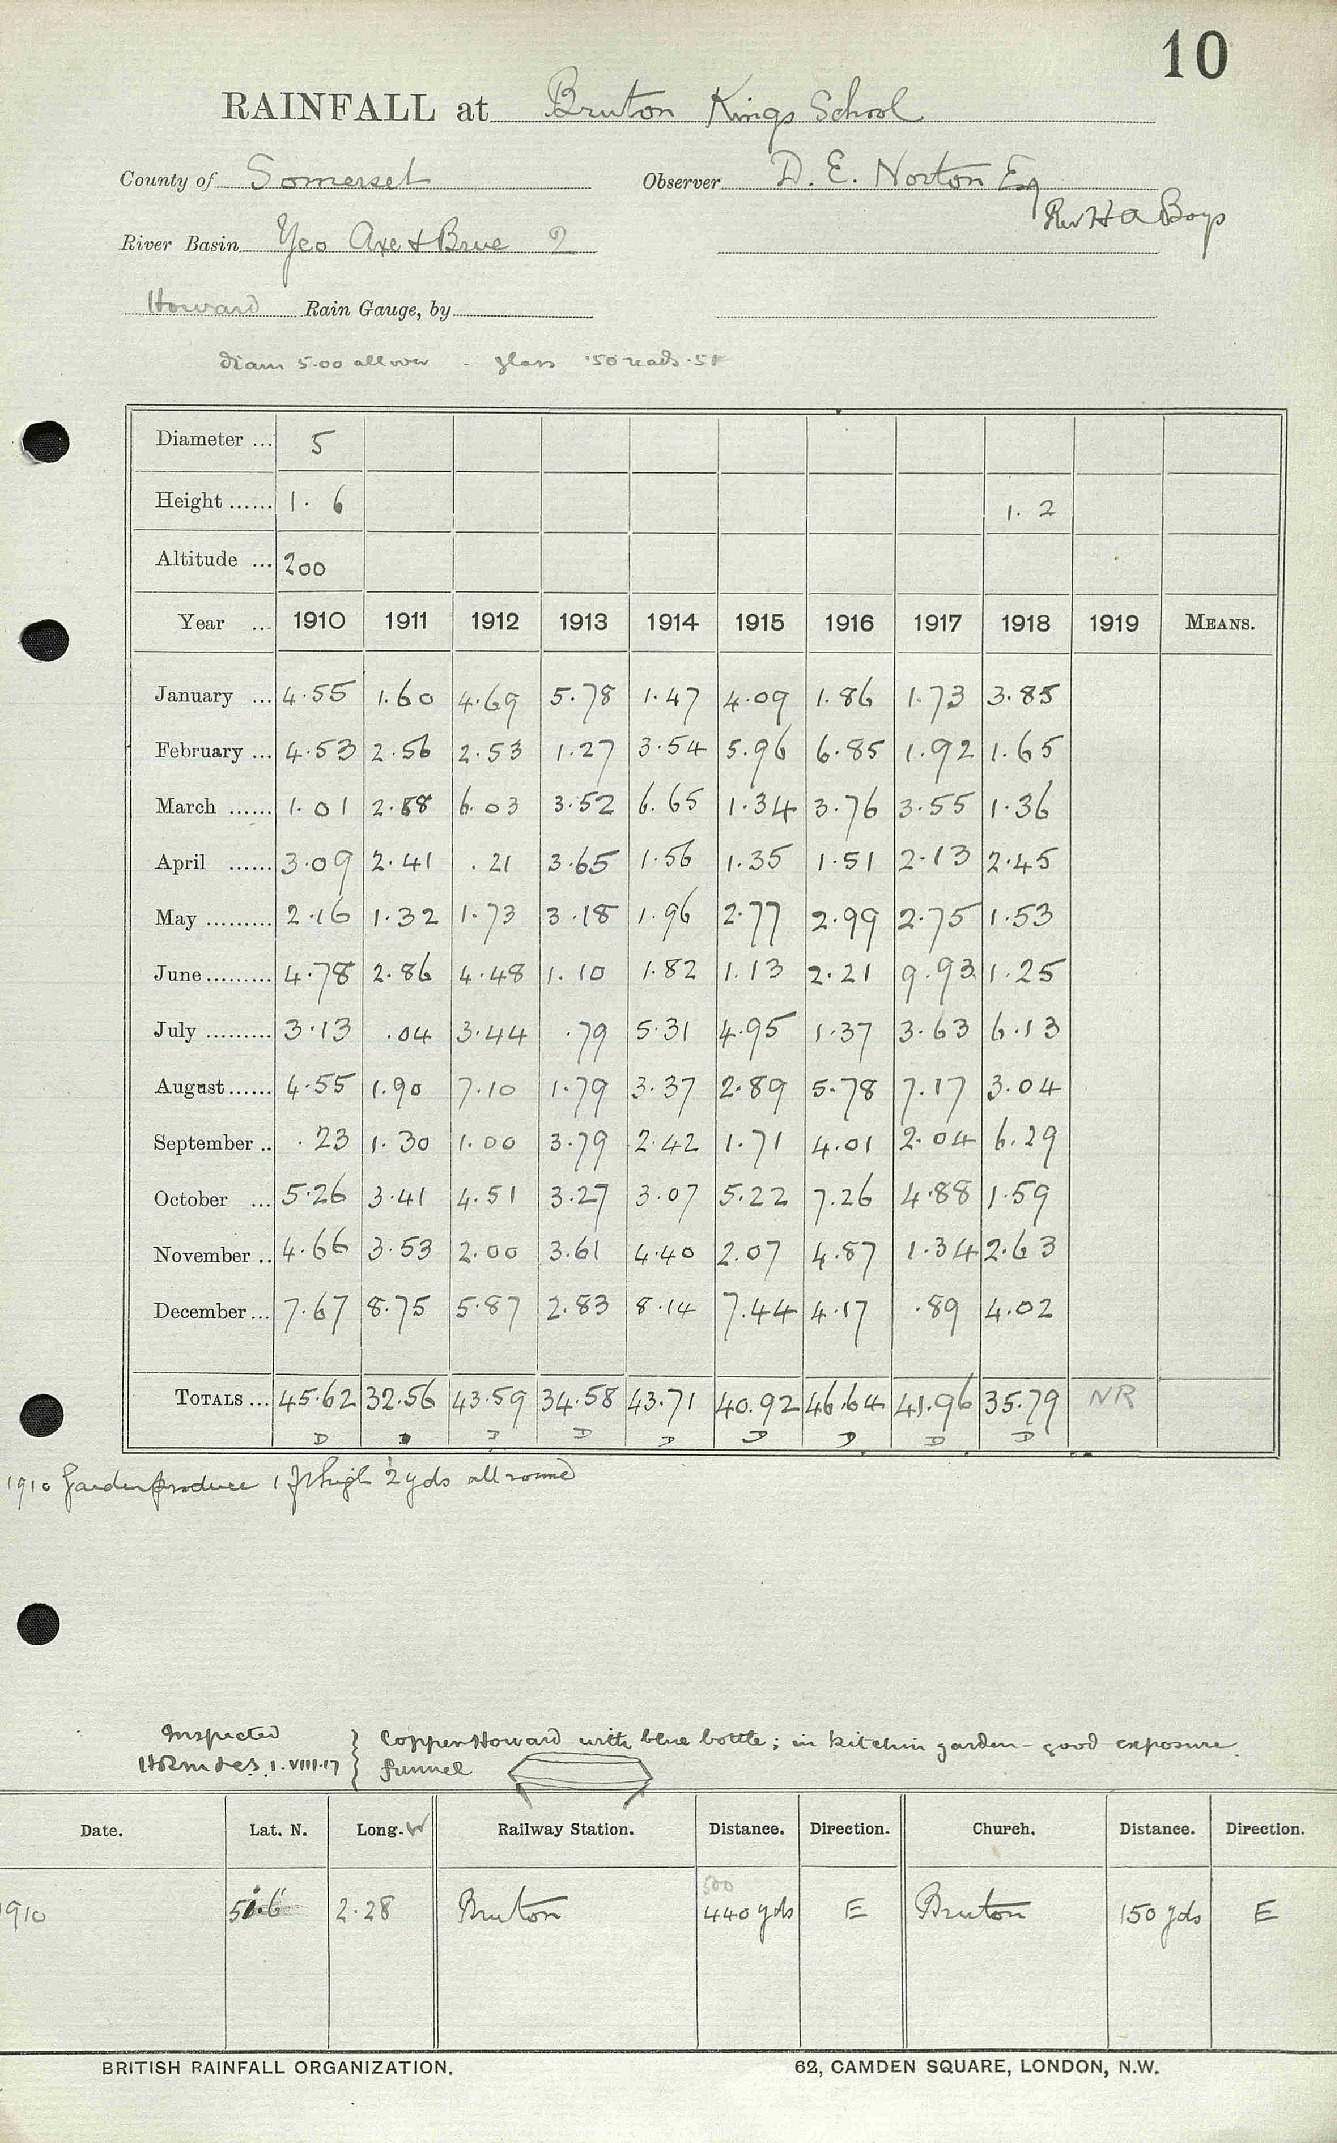 10
RAINFALL at Bruton Kings School
County of Somerset Observer D. E. Norton Esq
Rev H A Boys
River Basin Yeo Axe & Brue 2
Howard Rain Gauge, by
Diam 5.00 all over - glass .50 reads .51
Diameter ... 5
Height ...... 1. 6 1. 2
Altitude ... 200
Year ... 1910 1911 1912 1913 1914 1915 1916 1917 1918 1919 MEANS.
January ... 4.55 1.60 4.69 5.78 1.47 4.09 1.86 1.73 3.85
February ... 4.53 2.56 2.53 1.27 3.54 5.96 6.85 1.92 1.65
March ...... 1.01 2.88 6.03 3.52 6.65 1.34 3.76 3.55 1.36
April ...... 3.09 2.41 .21 3.65 1.56 1.35 1.51 2.13 2.45
May ......... 2.16 1.32 1.73 3.18 1.96 2.77 2.99 2.75 1.53
June ......... 4.78 2.86 4.48 1.10 1.82 1.13 2.21 9.93 1.25
July ......... 3.13 .04 3.44 .79 5.31 4.95 1.37 3.63 6.13
August ...... 4.55 1.90 7.10 1.79 3.37 2.89 5.78 7.17 3.04
September .. .23 1.30 1.00 3.79 2.42 1.71 4.01 2.04 6.29
October ... 5.26 3.41 4.51 3.27 3.07 5.22 7.26 4.88 1.59
November .. 4.66 3.53 2.00 3.61 4.40 2.07 4.87 1.34 2.63
December ... 7.67 8.75 5.87 2.83 8.14 7.44 4.17 .89 4.02
TOTALS ... 45.62 32.56 43.59 34.58 43.71 40.92 46.64 41.96 35.79 NR
D D D D D D D D D
1910 Garden produce 1 ft high 2 yds all round
Inspected } Copper Howard with blue bottle; in kitchen garden - good exposure.
1.VIII.17 } funnel
Date. Lat. N. Long. W Railway Station. Distance. Direction. Church. Distance. Direction.
500
1910 51.6 2.28 Bruton 440 yds E Bruton 150 yds E
BRITISH RAINFALL ORGANIZATION. 62, CAMDEN SQUARE, LONDON, N.W.